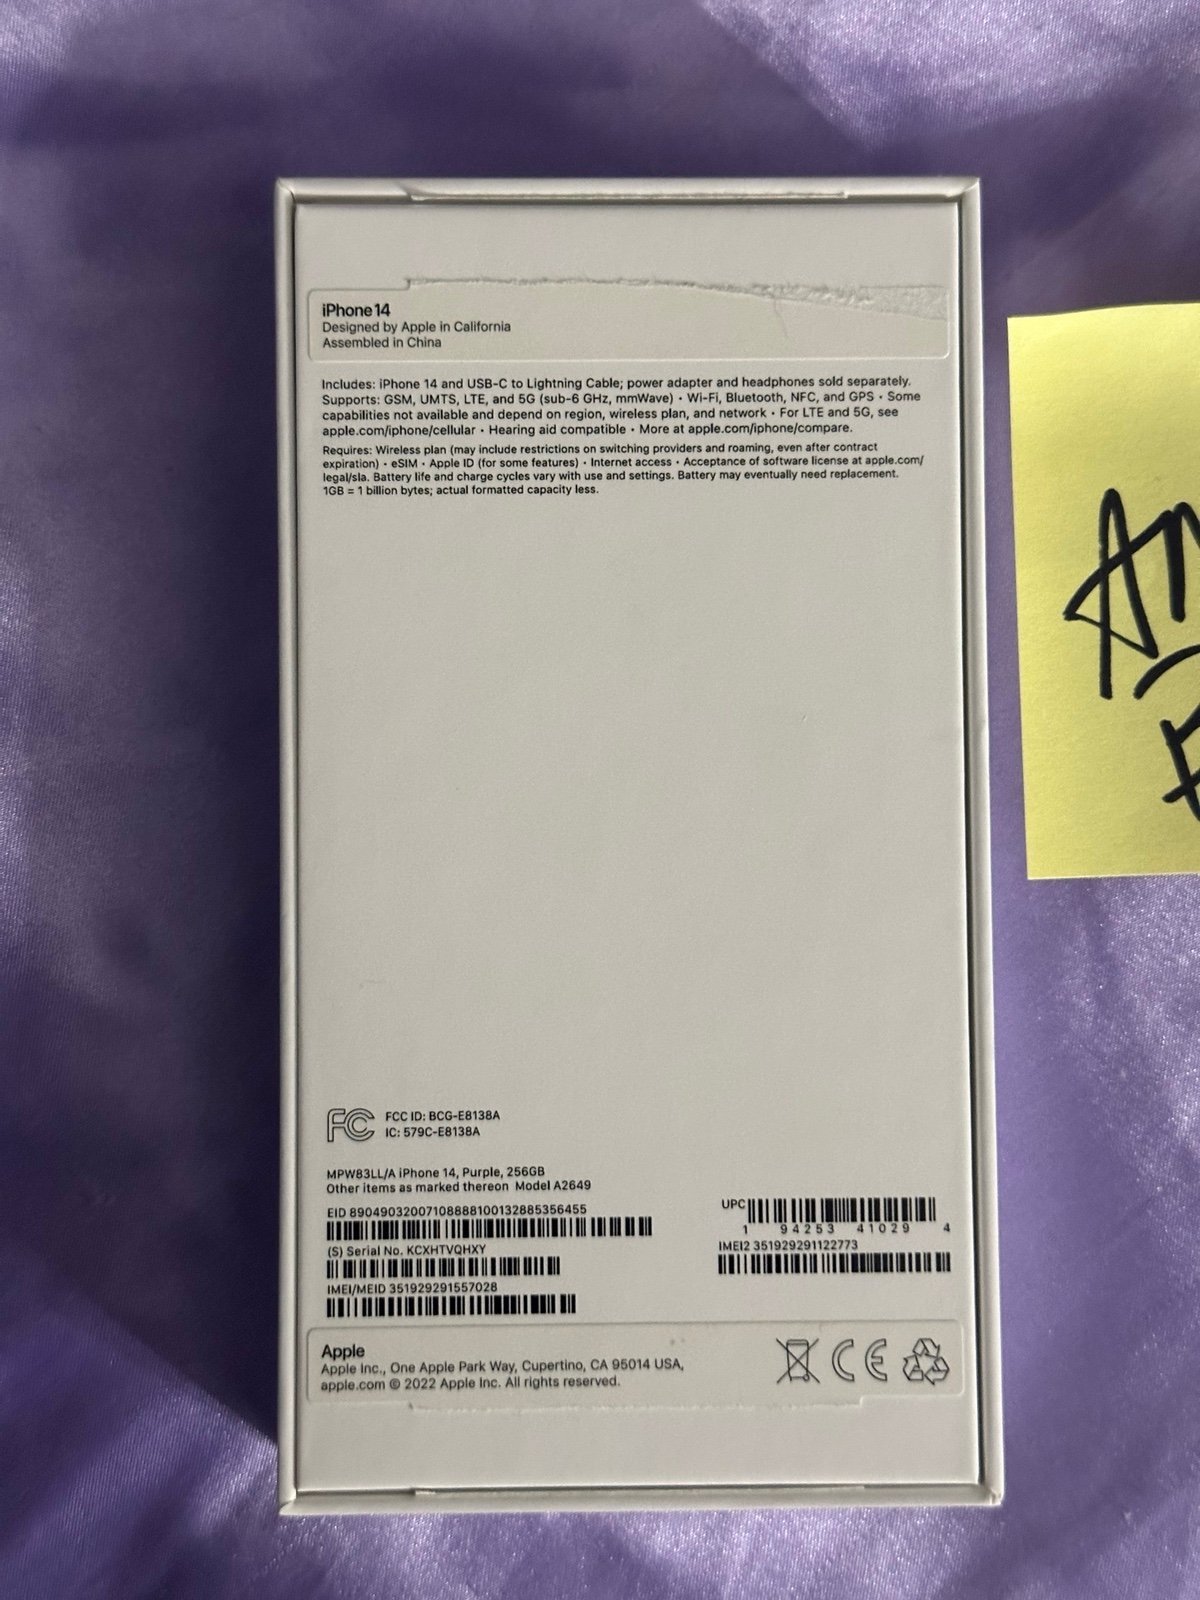 iPhone 14
Designed by Apple in California
Assembled in China
Includes: iPhone 14 and USB-C to Lightning Cable; power adapter and headphones sold separately.
Supports: GSM, UMTS, LTE, and 5G (sub-6 GHz, mmWave) • Wi-Fi, Bluetooth, NFC, and GPS • Some
capabilities not available and depend on region, wireless plan, and network • For LTE and 5G, see
apple.com/iphone/cellular • Hearing aid compatible • More at apple.com/iphone/compare.
Requires: Wireless plan (may include restrictions on switching providers and roaming, even after contract
expiration) • eSIM • Apple ID (for some features) • Internet access • Acceptance of software license at apple.com/
legal/sla. Battery life and charge cycles vary with use and settings. Battery may eventually need replacement.
1GB = 1 billion bytes; actual formatted capacity less.
FC FCC ID: BCG-E8138A
IC: 579C-E8138A
MPW83LL/A iPhone 14, Purple, 256GB
Other items as marked thereon Model A2649
EID 89049032007108888100132885356455
(S) Serial No. KCXHTVQHXY
IMEI/MEID 351929291557028
UPC
1 94253 41029 4
IMEI2 351929291122773
Apple
Apple Inc., One Apple Park Way, Cupertino, CA 95014 USA,
apple.com © 2022 Apple Inc. All rights reserved.
CE